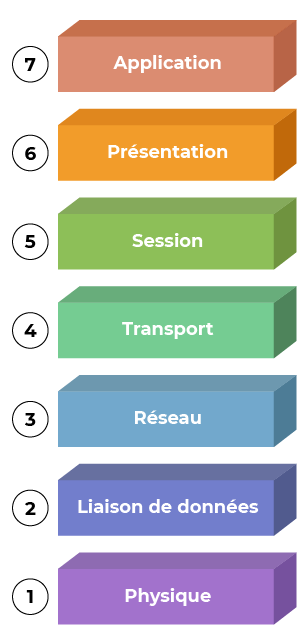 7 Application
6 Présentation
5 Session
4 Transport
3 Réseau
2 Liaison de données
1 Physique